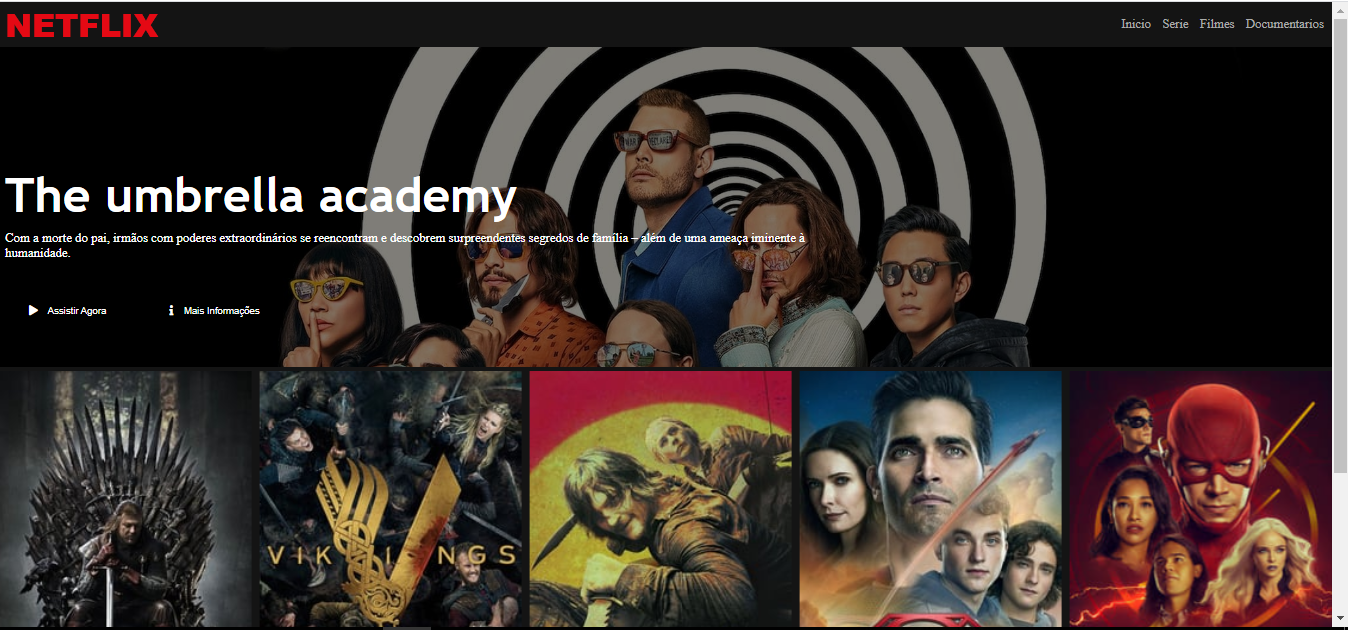 NETFLIX
Inicio Serie Filmes Documentarios
The umbrella academy
Com a morte do pai, irmãos com poderes extraordinários se reencontram e descobrem surpreendentes segredos de família – além de uma ameaça iminente à
humanidade.
Assistir Agora Mais Informações
VIKINGS